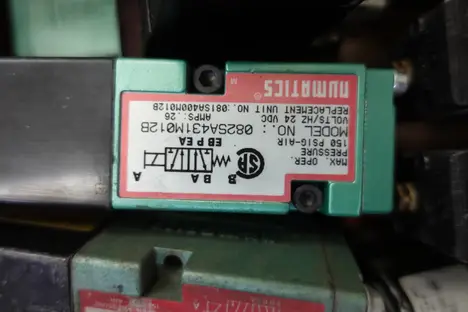 NUMATICS®
MODEL NO.: 082SA431M012B
VOLTS/HZ 24 VDC
AMPS: .26
REPLACEMENT UNIT NO.:081SA400M012B
MAX. OPER.
PRESSURE
150 PSIG-AIR
EB P EA
B A
B
A
SA